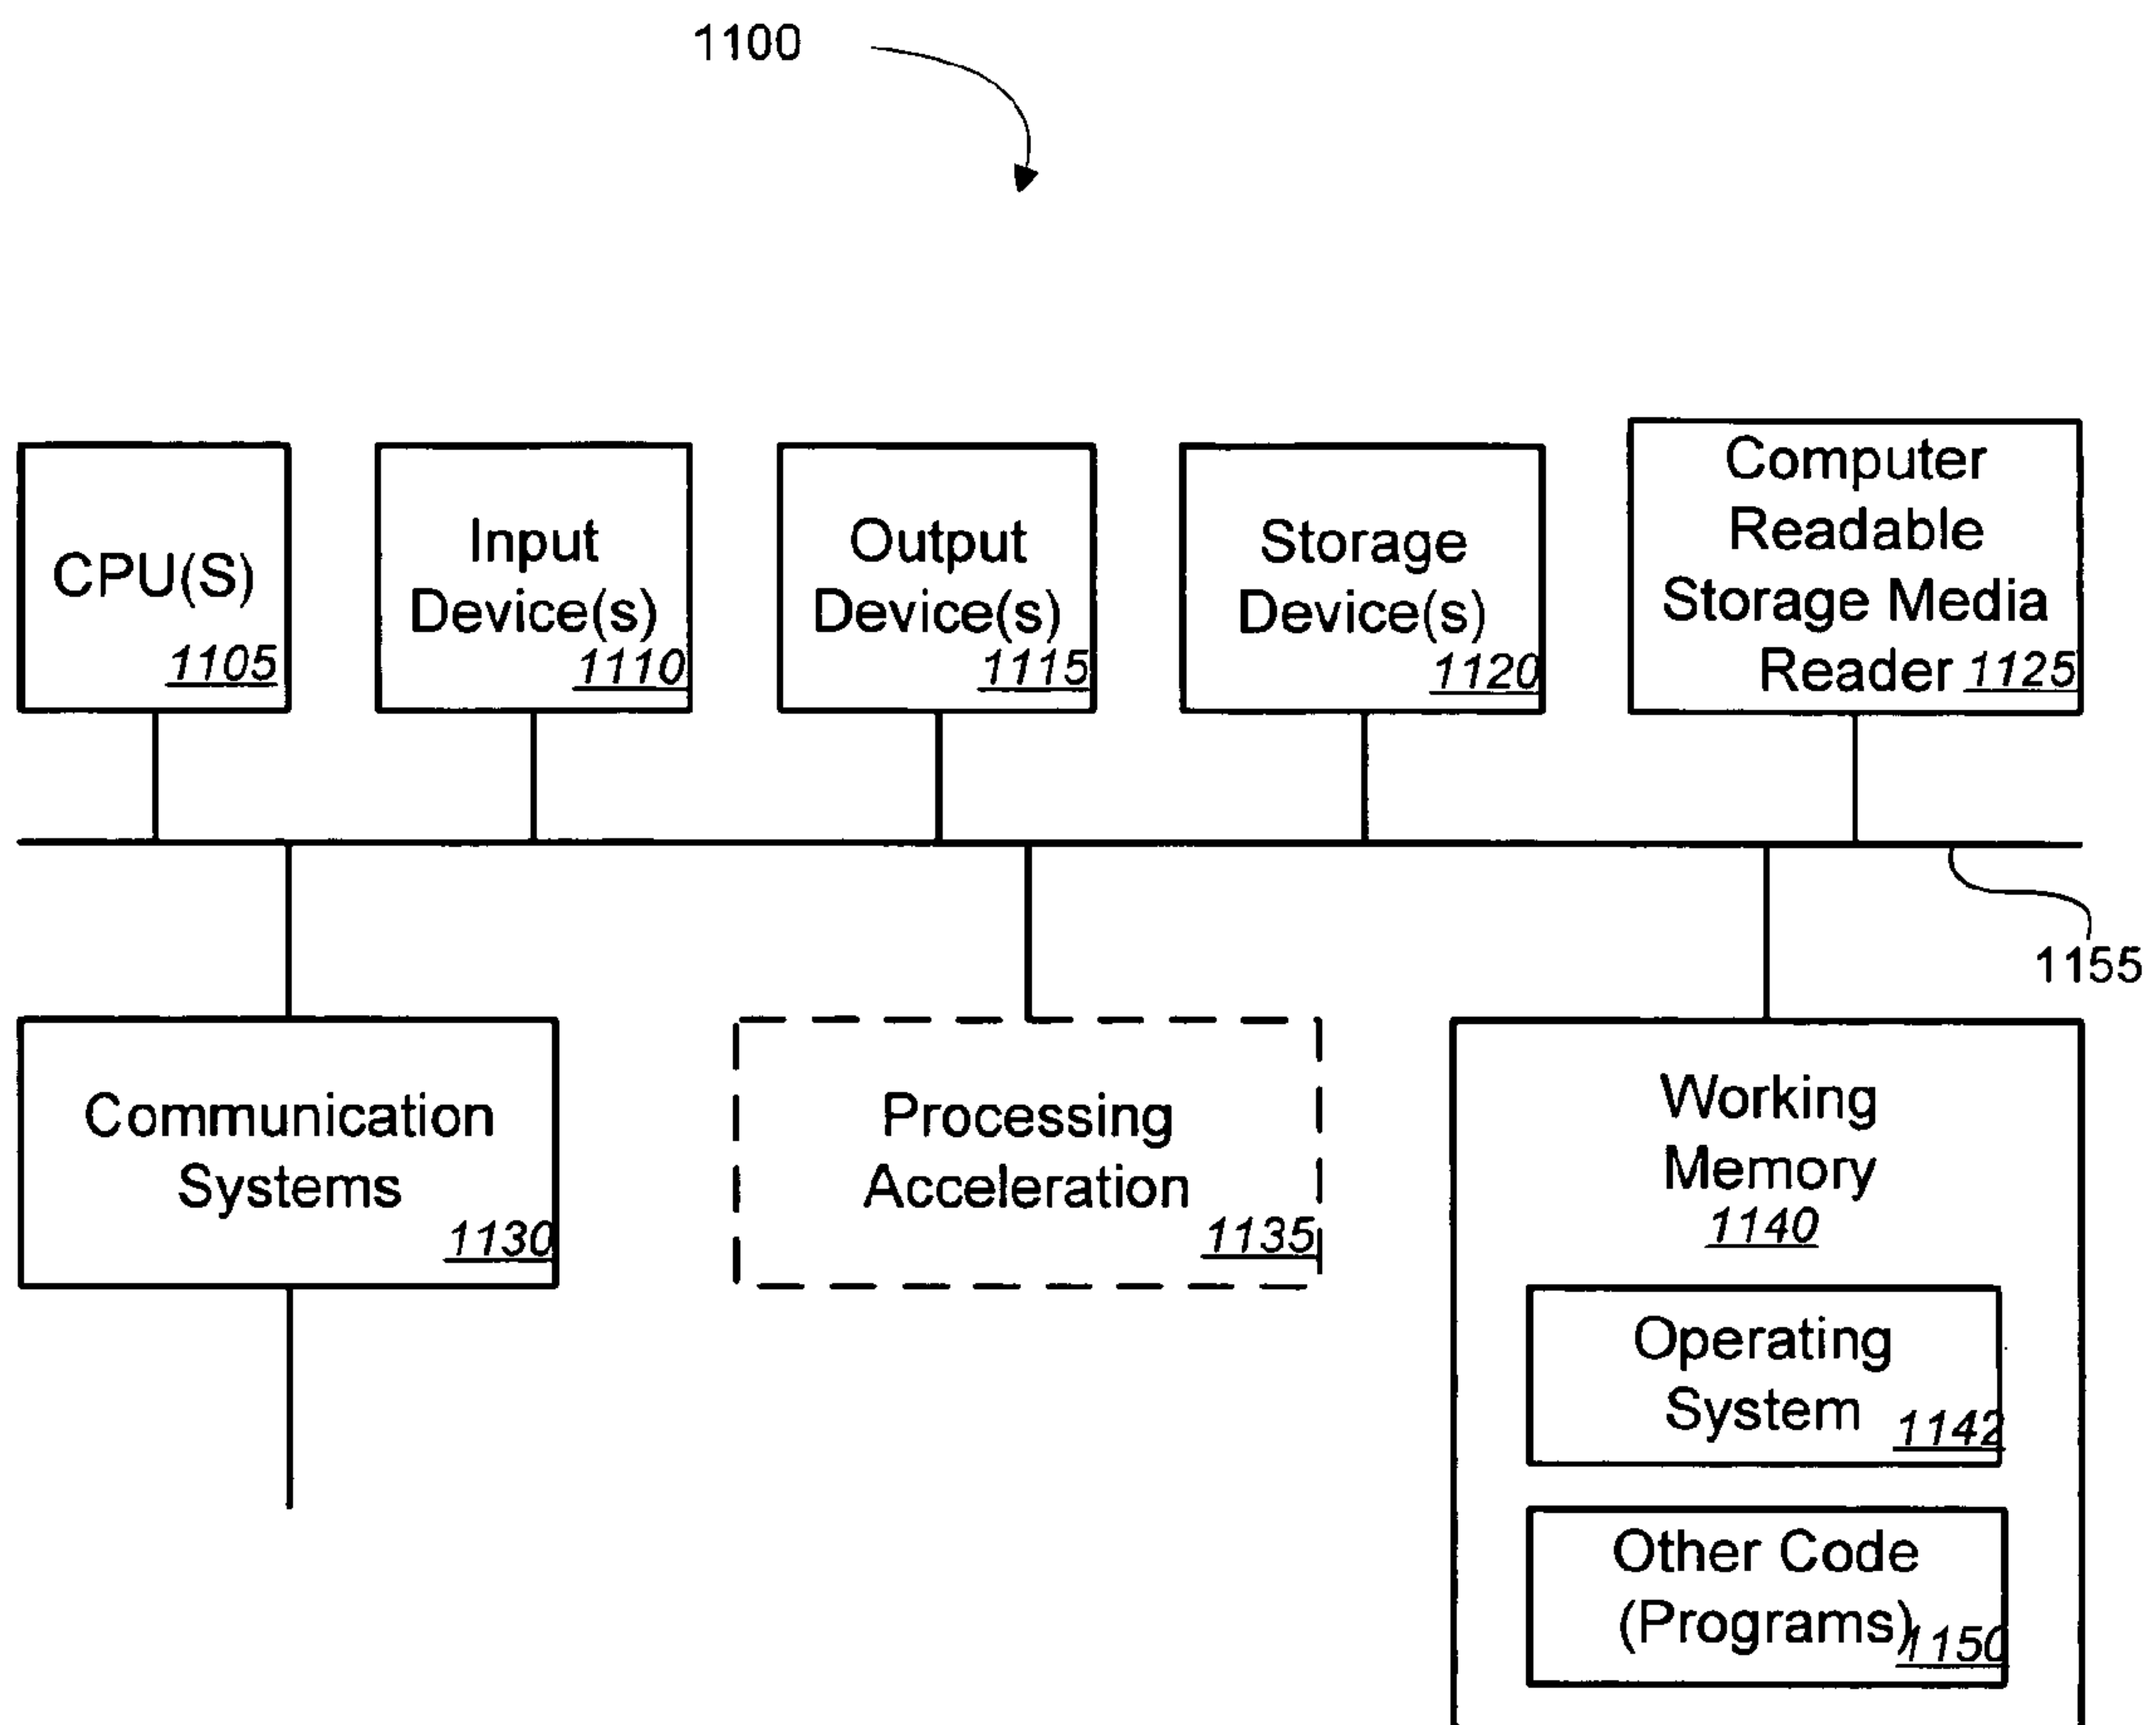 1100
CPU(S)
1105
Input
Device(s)
1110
Output
Device(s)
1115
Storage
Device(s)
1120
Computer
Readable
Storage Media
Reader 1125
1155
Communication
Systems
1130
Processing
Acceleration
1135
Working
Memory
1140
Operating
System 1142
Other Code
(Programs) 1150